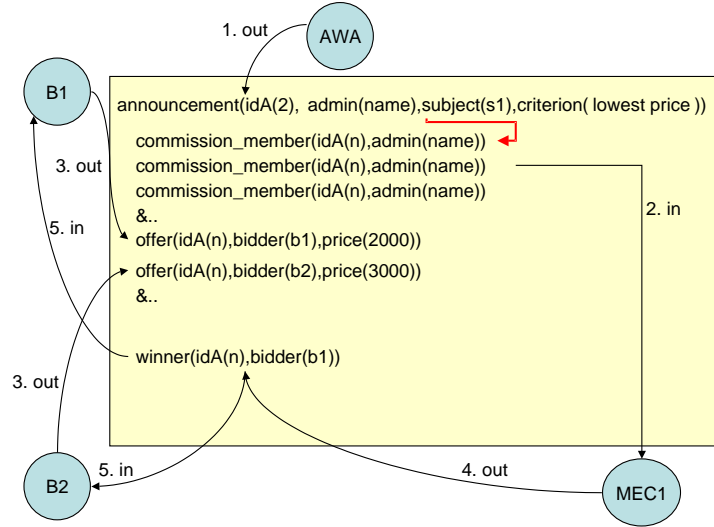 1. out
AWA
B1
announcement(idA(2), admin(name),subject(s1),criterion( lowest price ))
commission_member(idA(n),admin(name))
3. out
commission_member(idA(n),admin(name))
commission_member(idA(n),admin(name))
2. in
&..
5. in
offer(idA(n),bidder(b1),price(2000))
offer(idA(n),bidder(b2),price(3000))
&..
winner(idA(n),bidder(b1))
3. out
5. in
4. out
B2
MEC1